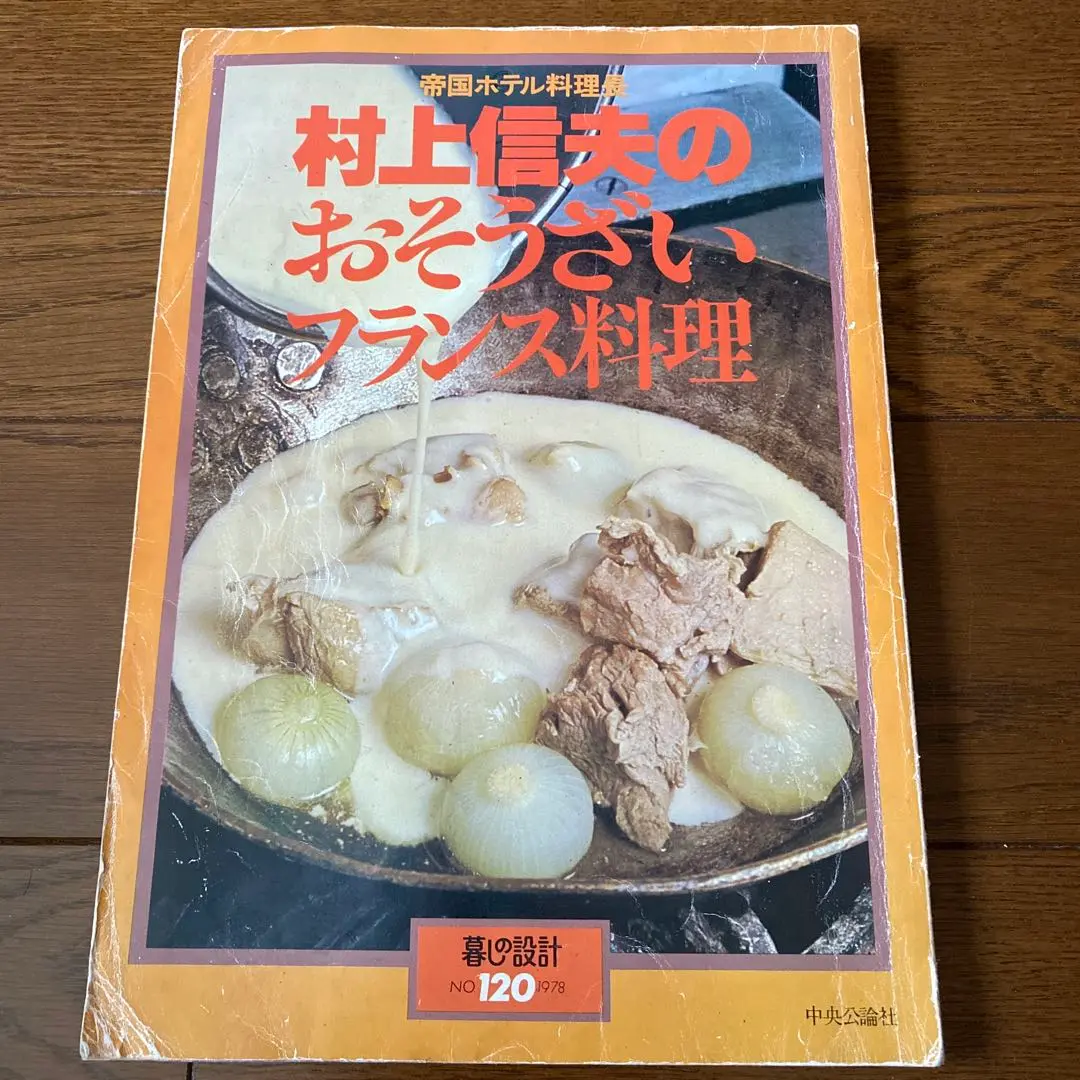 帝国ホテル料理長
村上信夫の
おそうざい
フランス料理
暮しの設計
NO.120 1978
中央公論社